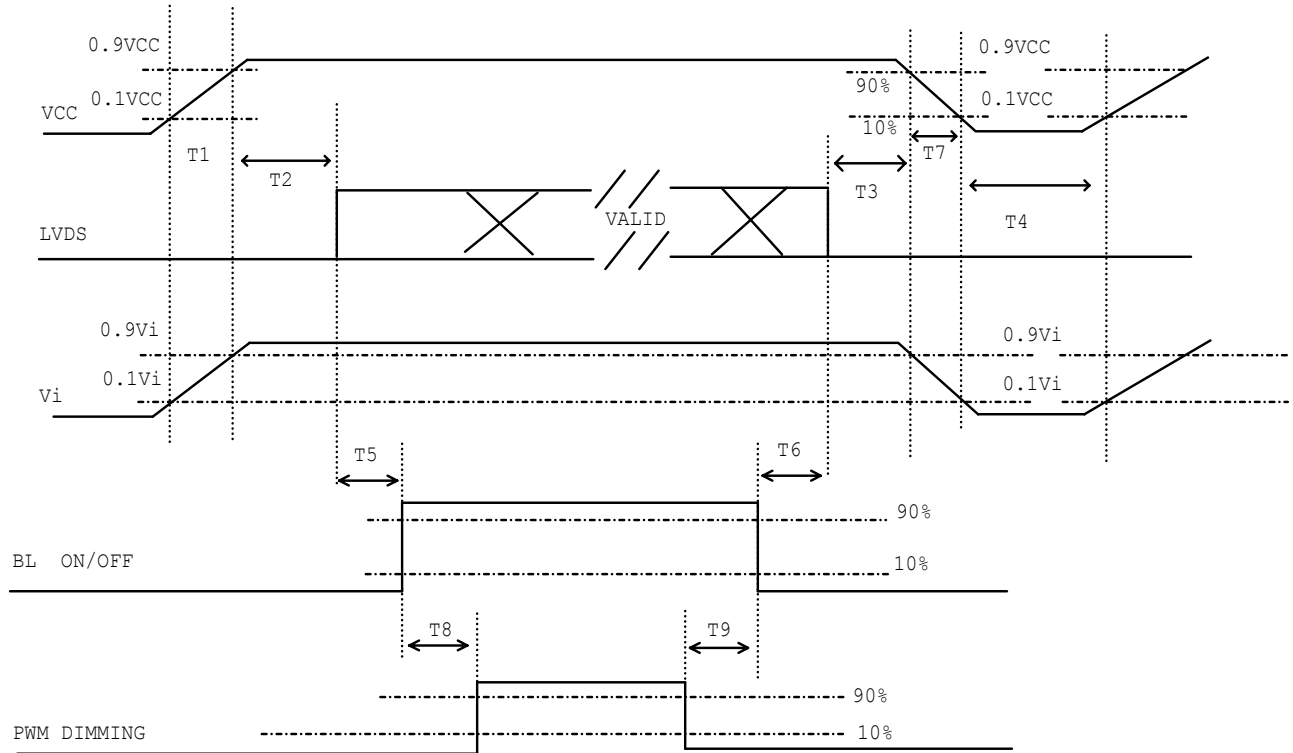 0.9VCC
0.9VCC
90%
0.1VCC
0.1VCC
VCC
10%
T1
T7
T2
T3
VALID
T4
LVDS
0.9Vi
0.9Vi
0.1Vi
0.1Vi
Vi
T5
T6
90%
BL ON/OFF
10%
T8
T9
90%
PWM DIMMING
10%